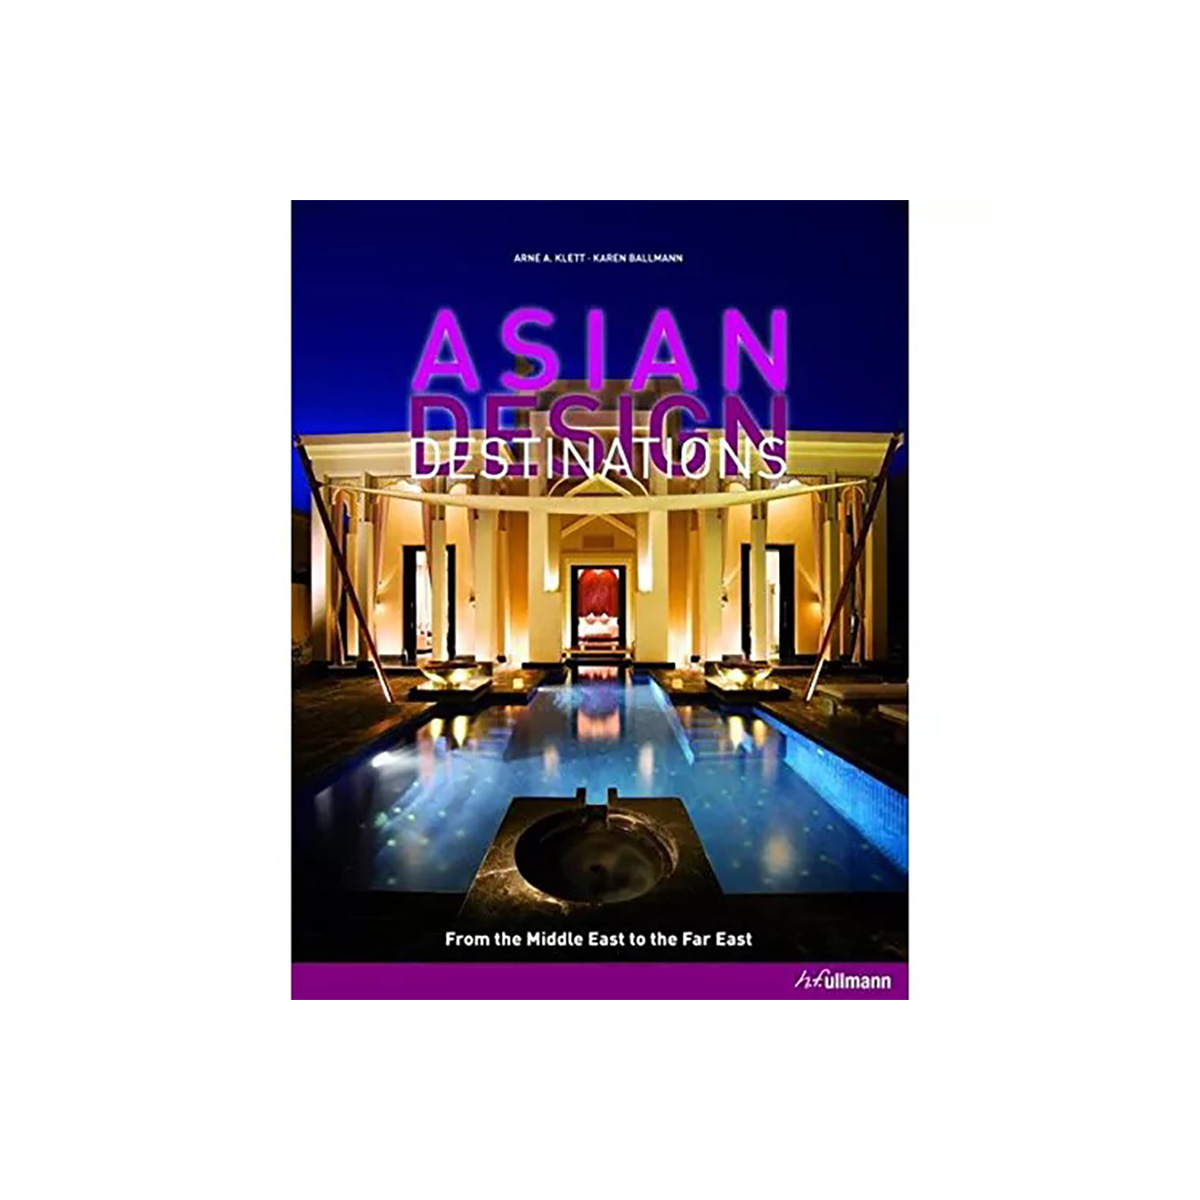 ARNE A. KLETT · KAREN BALLMANN
ASIAN
DESIGN
DESTINATIONS
From the Middle East to the Far East
h.f.ullmann